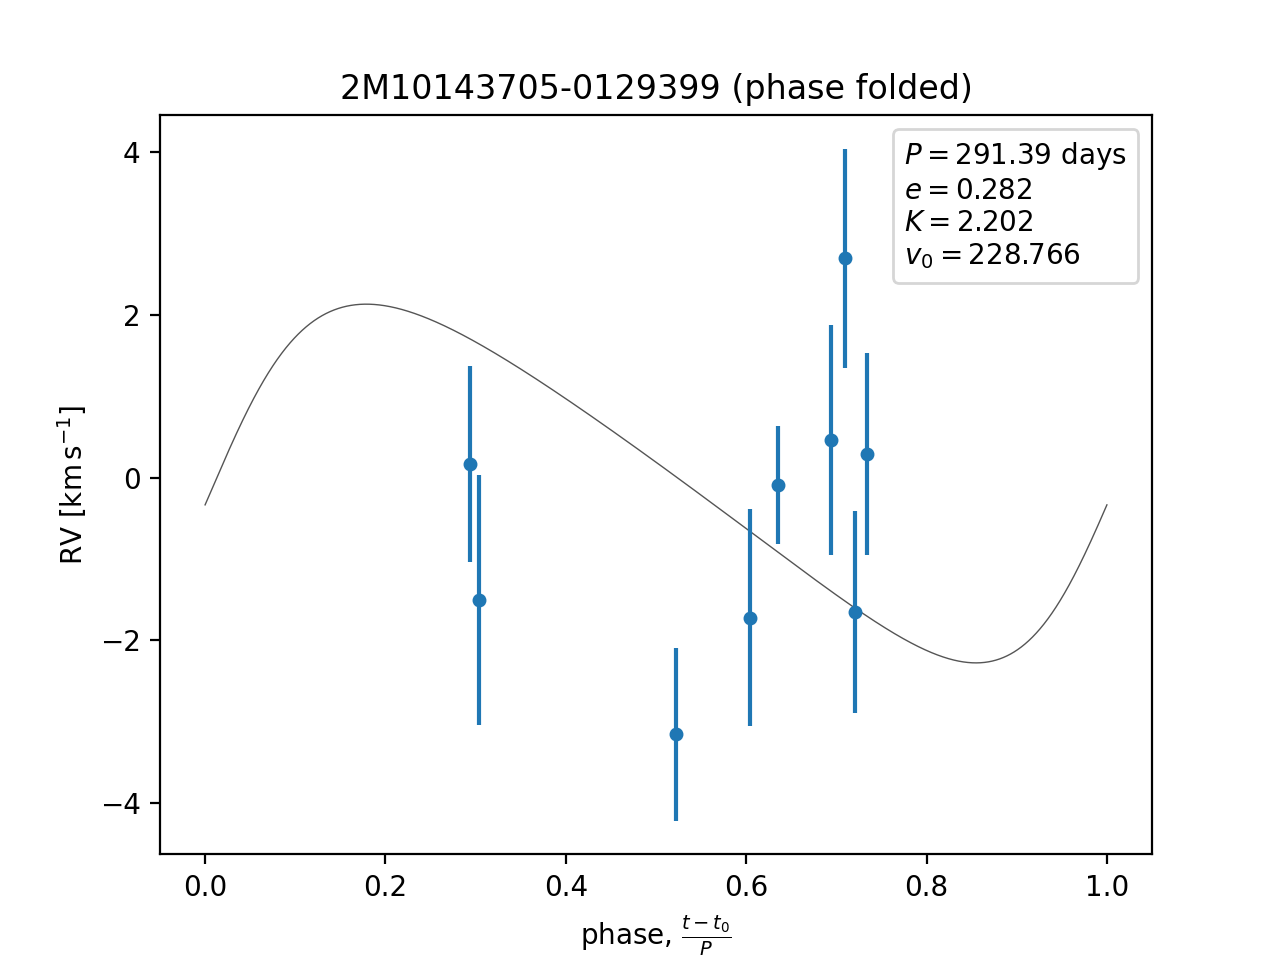 2M10143705-0129399 (phase folded)
P = 291.39 days
e = 0.282
K = 2.202
v₀ = 228.766
4
2
0
−2
−4
RV [km s⁻¹]
0.0 0.2 0.4 0.6 0.8 1.0
phase, (t − t₀)/P